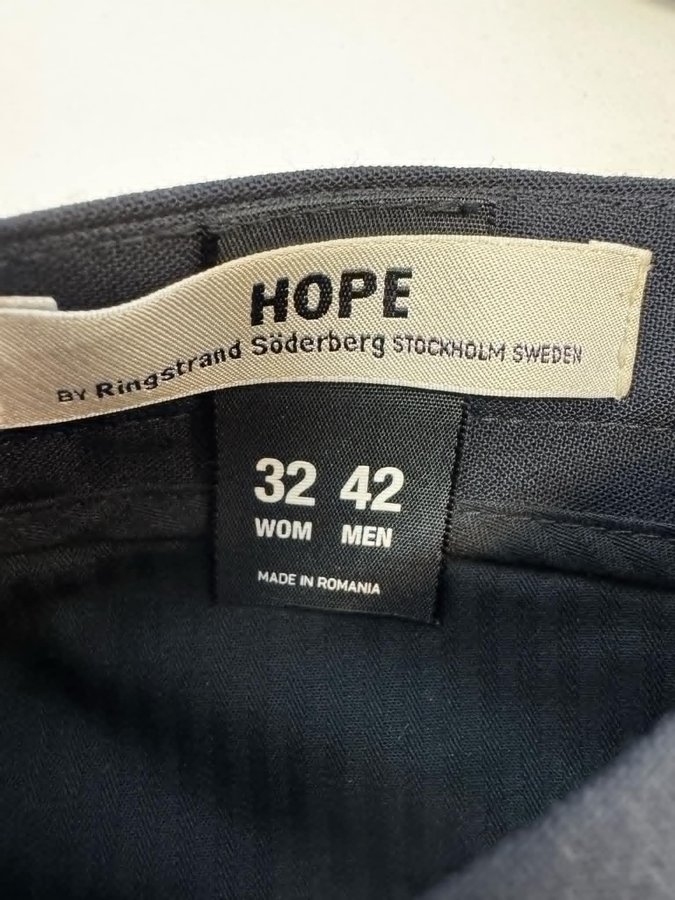 HOPE
BY Ringstrand Söderberg STOCKHOLM SWEDEN
32 42
WOM MEN
MADE IN ROMANIA